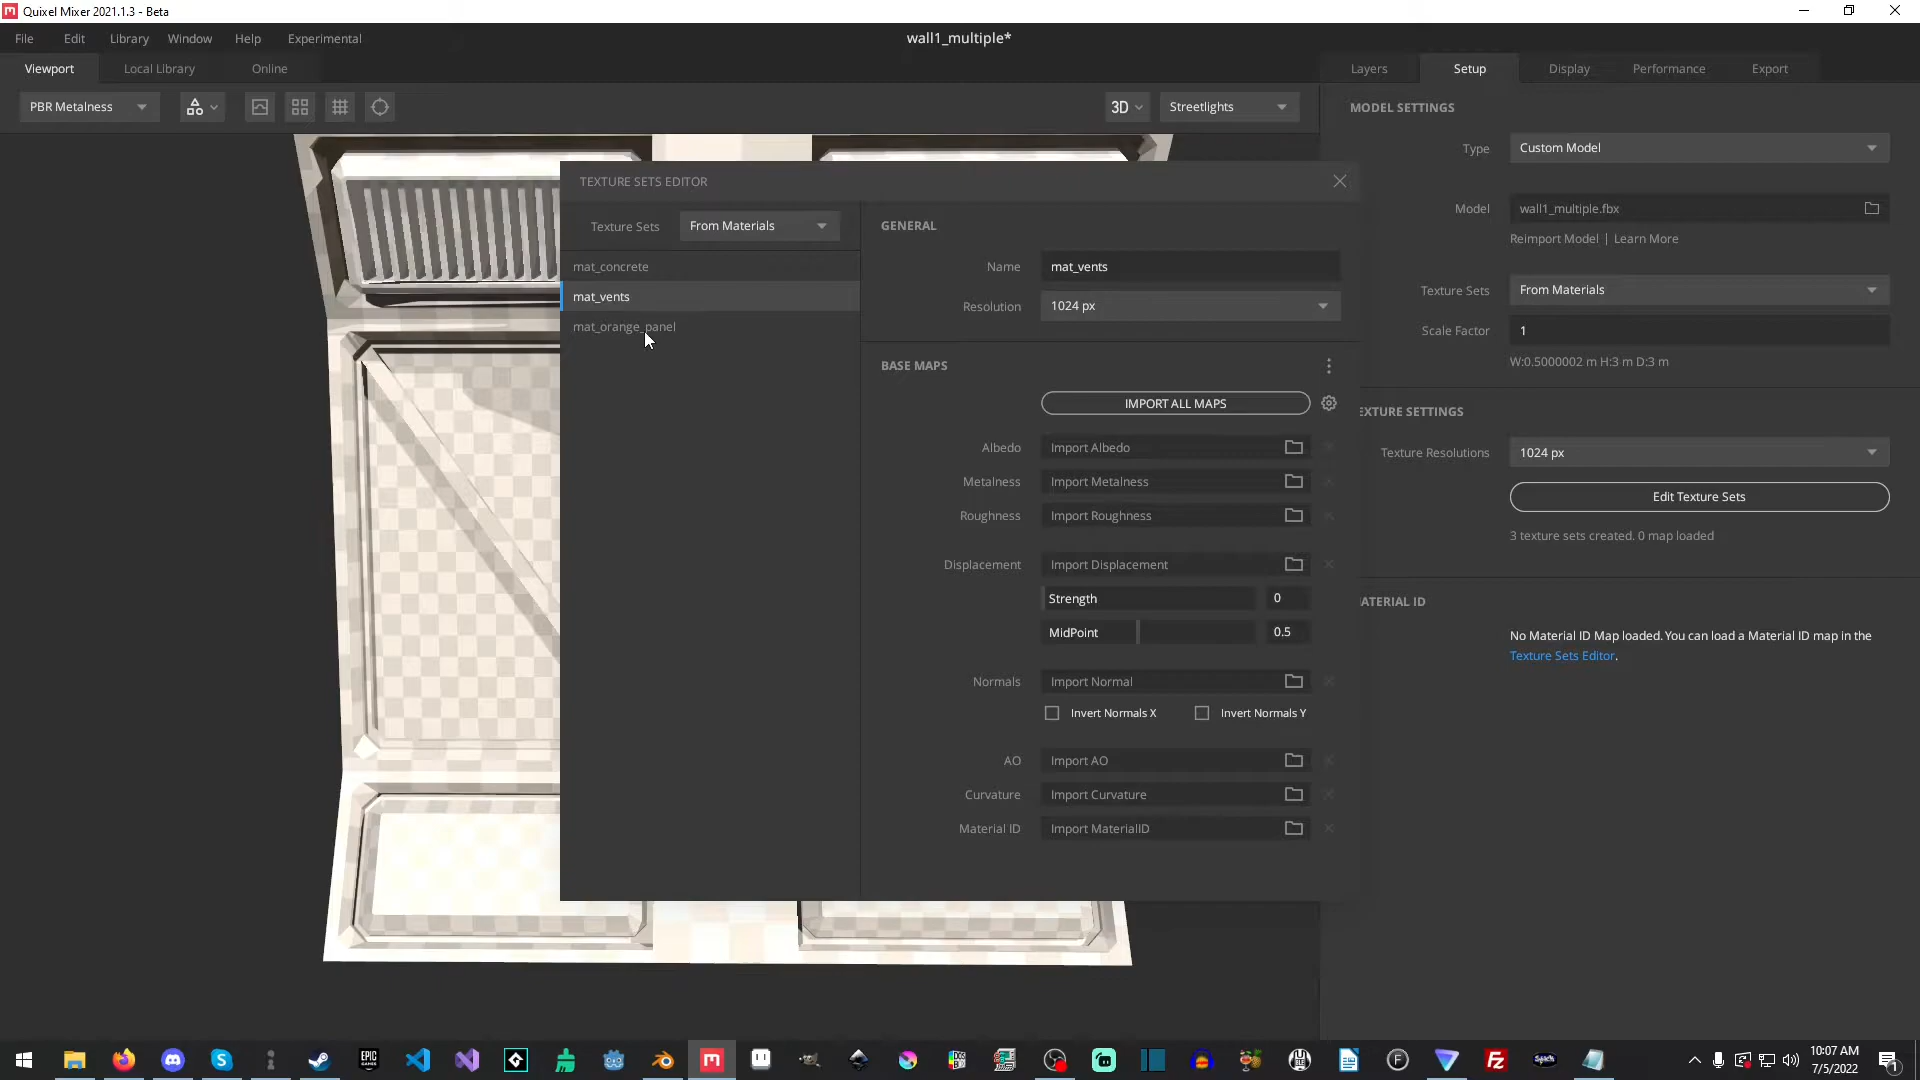 Quixel Mixer 2021.1.3 - Beta
File Edit Library Window Help Experimental
wall1_multiple*
Viewport Local Library Online
Layers Setup Display Performance Export
PBR Metalness
3D Streetlights
MODEL SETTINGS
Type Custom Model
Model wall1_multiple.fbx
Reimport Model | Learn More
Texture Sets From Materials
Scale Factor 1
W:0.5000002 m H:3 m D:3 m
EXTURE SETTINGS
Texture Resolutions 1024 px
Edit Texture Sets
3 texture sets created. 0 map loaded
ATERIAL ID
No Material ID Map loaded. You can load a Material ID map in the
Texture Sets Editor.
TEXTURE SETS EDITOR
Texture Sets From Materials
mat_concrete
mat_vents
mat_orange_panel
GENERAL
Name mat_vents
Resolution 1024 px
BASE MAPS
IMPORT ALL MAPS
Albedo Import Albedo
Metalness Import Metalness
Roughness Import Roughness
Displacement Import Displacement
Strength 0
MidPoint 0.5
Normals Import Normal
Invert Normals X Invert Normals Y
AO Import AO
Curvature Import Curvature
Material ID Import MaterialID
EPIC
GAMES
10:07 AM
7/5/2022
1